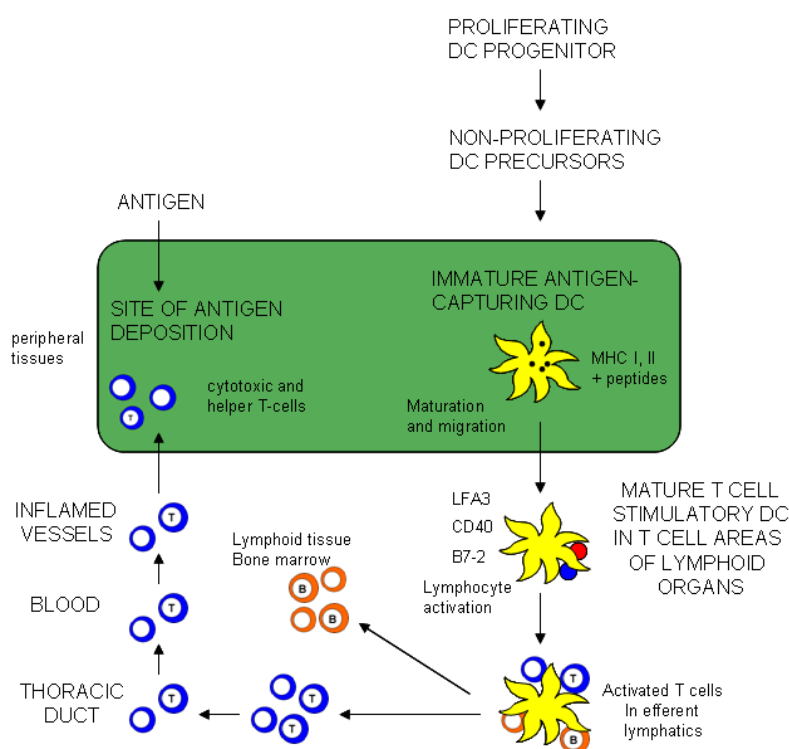 PROLIFERATING
DC PROGENITOR
NON-PROLIFERATING
DC PRECURSORS
ANTIGEN
IMMATURE ANTIGEN-
CAPTURING DC
SITE OF ANTIGEN
DEPOSITION
peripheral
tissues
MHC I, II
+ peptides
cytotoxic and
helper T-cells
T
Maturation
and migration
LFA3
CD40
B7-2
MATURE T CELL
STIMULATORY DC
IN T CELL AREAS
OF LYMPHOID
ORGANS
INFLAMED
VESSELS
T
Lymphoid tissue
Bone marrow
B
B
Lymphocyte
activation
BLOOD
T
THORACIC
DUCT
T
T
T
T
B
Activated T cells
In efferent
lymphatics